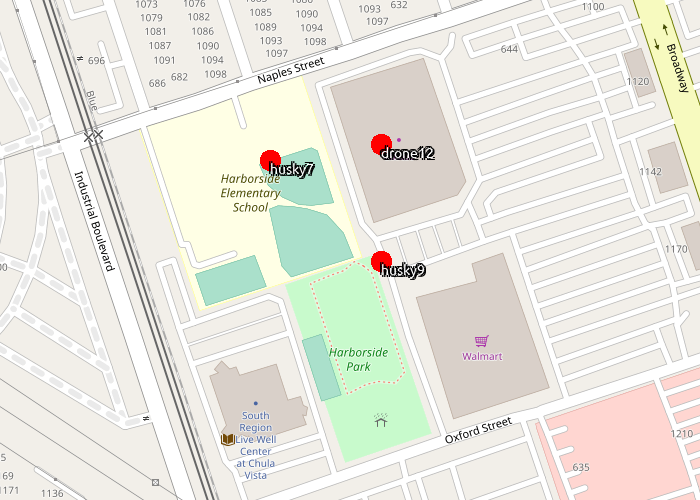 1073
1079
1081
1087
1091
1076
1082
1086
1090
1094
1098
1085
1089
1093
1097
1090
1094
1098
1093
1097
632
1100
696
686
682
644
Naples Street
Broadway
1120
Blue
drone12
husky7
Harborside
Elementary
School
1142
Industrial Boulevard
1170
husky9
Walmart
Harborside
Park
South
Region
Live Well
Center
at Chula
Vista
Oxford Street
1210
635
169
1171
1136